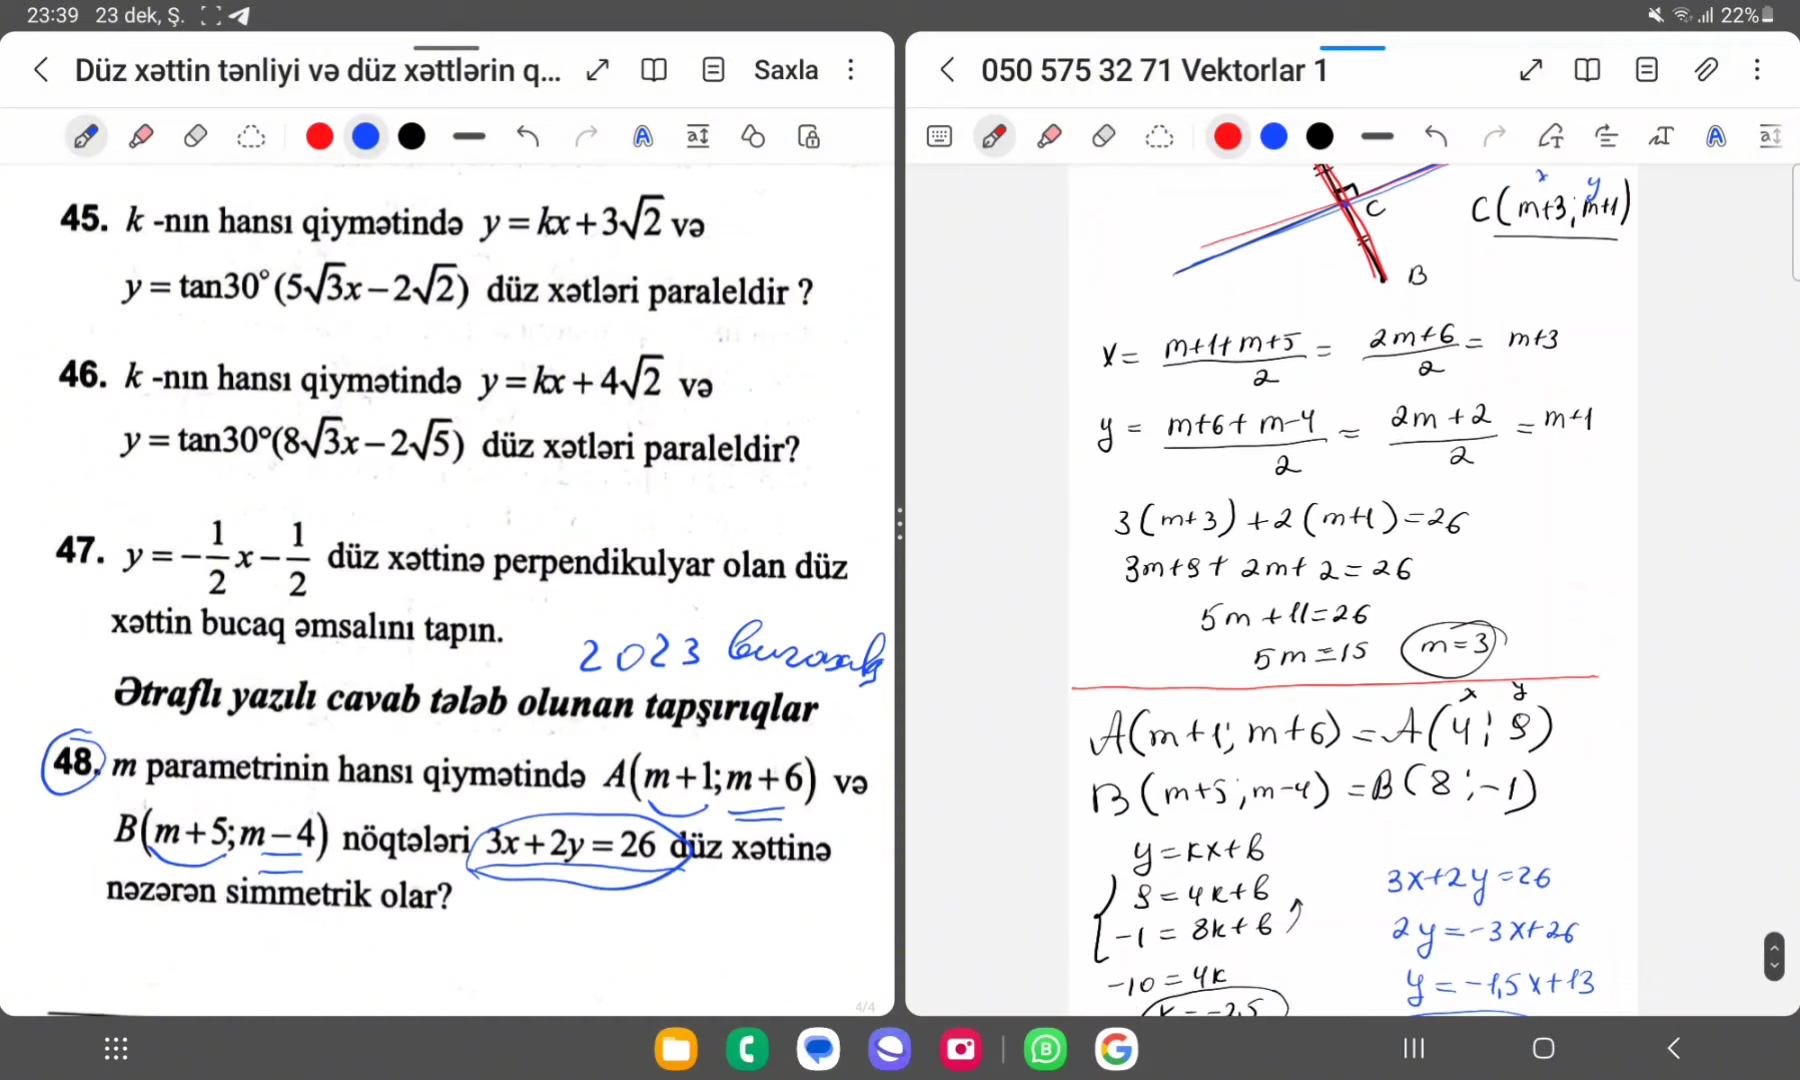 23:39 23 dek, Ş.
22%
Düz xəttin tənliyi və düz xəttlərin q...
Saxla
45. k -nın hansı qiymətində y = kx + 3√2 və
y = tan30° (5√3x – 2√2) düz xətləri paraleldir ?
46. k -nın hansı qiymətində y = kx + 4√2 və
y = tan30°(8√3x – 2√5) düz xətləri paraleldir?
47. y = –1/2 x – 1/2 düz xəttinə perpendikulyar olan düz
xəttin bucaq əmsalını tapın.
2023
Ətraflı yazılı cavab tələb olunan tapşırıqlar
48. m parametrinin hansı qiymətində A(m+1;m+6) və
B(m+5;m–4) nöqtələri 3x+2y = 26 düz xəttinə
nəzərən simmetrik olar?
4/4
050 575 32 71 Vektorlar 1
x y
C(m+3; m+1)
C
B
x = (m+1+m+5)/2 = (2m+6)/2 = m+3
y = (m+6+m-4)/2 = (2m+2)/2 = m+1
3(m+3)+2(m+1)=26
3m+9+2m+2=26
5m+11=26
5m=15 m=3
x y
A(m+1; m+6) = A(4; 9)
B(m+5; m-4) = B(8; -1)
y=kx+b
9=4k+b
-1=8k+b
-10=4k
k=-2,5
3x+2y=26
2y=-3x+26
y=-1,5x+13